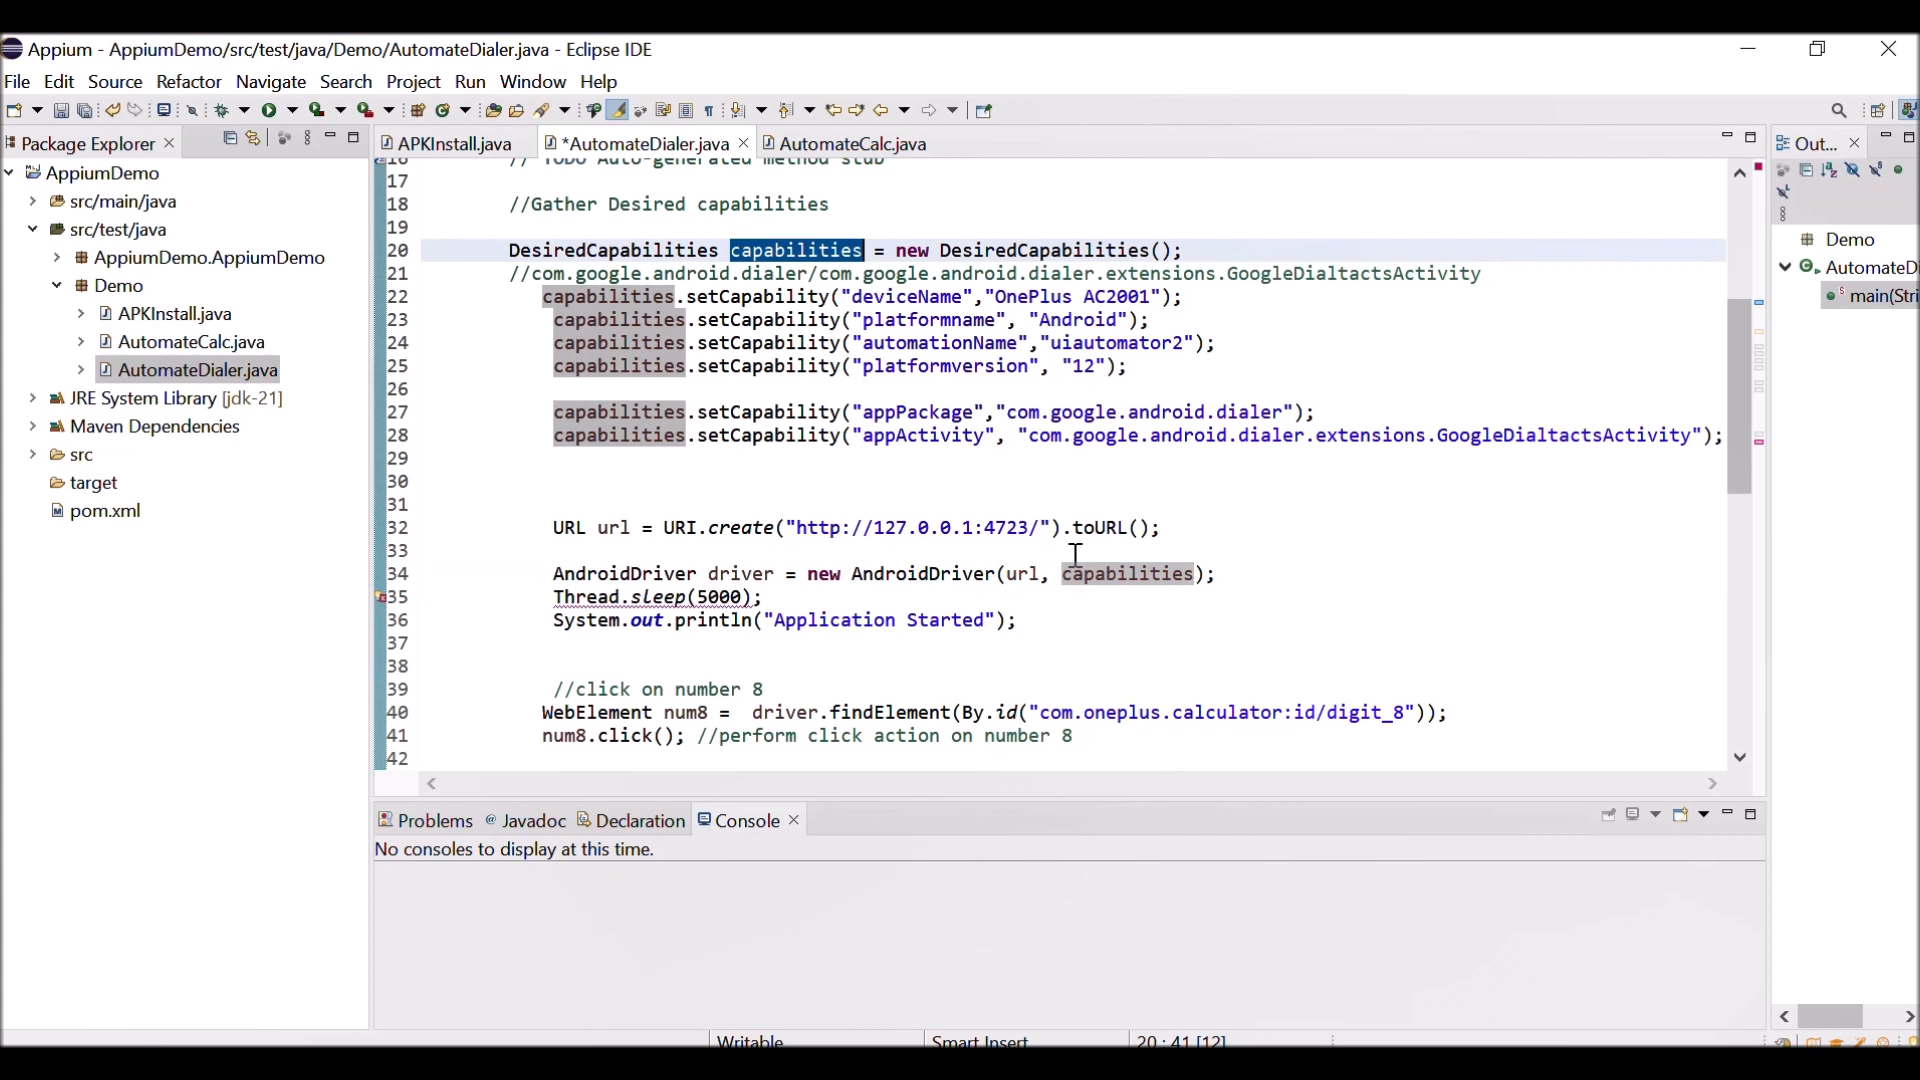 Appium - AppiumDemo/src/test/java/Demo/AutomateDialer.java - Eclipse IDE
File Edit Source Refactor Navigate Search Project Run Window Help
Package Explorer
AppiumDemo
src/main/java
src/test/java
AppiumDemo.AppiumDemo
Demo
APKInstall.java
AutomateCalc.java
AutomateDialer.java
JRE System Library [jdk-21]
Maven Dependencies
src
target
pom.xml
APKInstall.java *AutomateDialer.java AutomateCalc.java
16 // TODO Auto-generated method stub
17
18 //Gather Desired capabilities
19
20 DesiredCapabilities capabilities = new DesiredCapabilities();
21 //com.google.android.dialer/com.google.android.dialer.extensions.GoogleDialtactsActivity
22 capabilities.setCapability("deviceName","OnePlus AC2001");
23 capabilities.setCapability("platformname", "Android");
24 capabilities.setCapability("automationName","uiautomator2");
25 capabilities.setCapability("platformversion", "12");
26
27 capabilities.setCapability("appPackage","com.google.android.dialer");
28 capabilities.setCapability("appActivity", "com.google.android.dialer.extensions.GoogleDialtactsActivity");
29
30
31
32 URL url = URI.create("http://127.0.0.1:4723/").toURL();
33
34 AndroidDriver driver = new AndroidDriver(url, capabilities);
35 Thread.sleep(5000);
36 System.out.println("Application Started");
37
38
39 //click on number 8
40 WebElement num8 = driver.findElement(By.id("com.oneplus.calculator:id/digit_8"));
41 num8.click(); //perform click action on number 8
42
Out...
Demo
AutomateDi
main(Stri
Problems @ Javadoc Declaration Console
No consoles to display at this time.
Writable Smart Insert 20 : 41 [12]